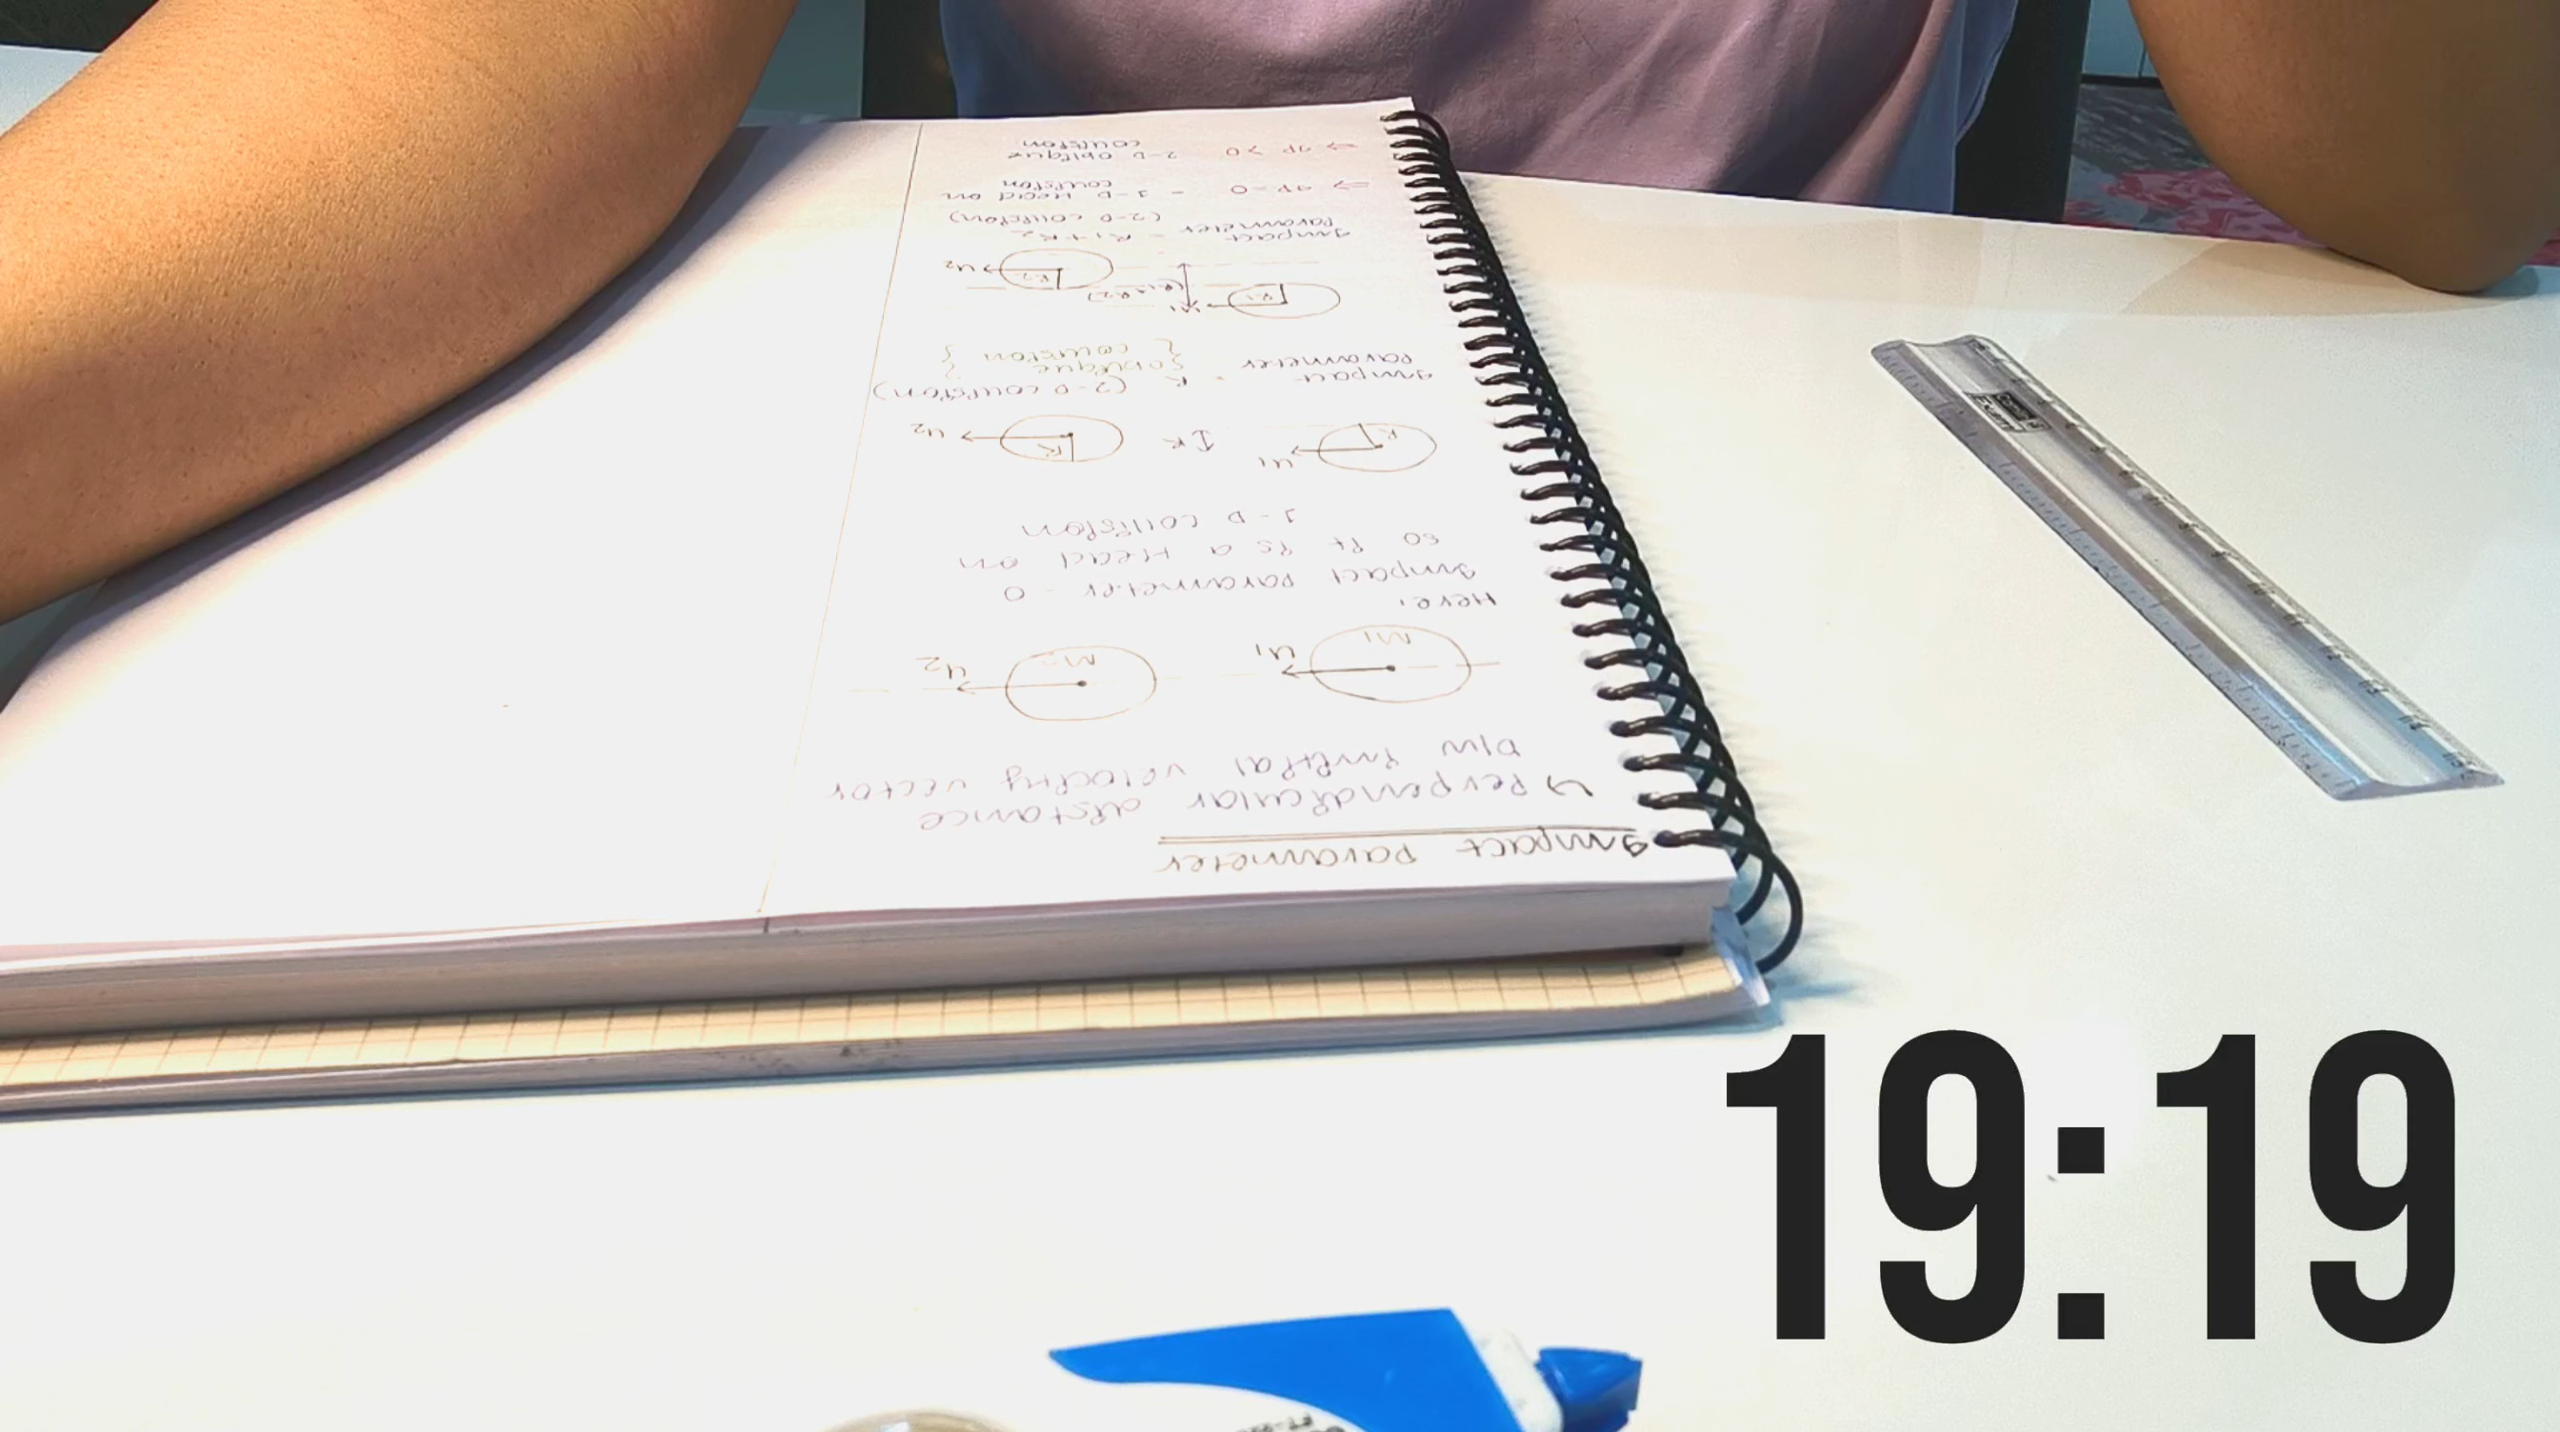 Impact Parameter
↳ Perpendicular distance
b/w initial velocity vector
M1
u1
M2
u2
Here,
Impact parameter = 0
so it is a Head on
1-D collision
R
u1
↕R
R
u2
Impact
parameter = R (2-D collision)
{oblique
collision}
R1
u1
(R1+R2)
R2
u2
Impact
parameter = R1+R2
(2-D collision)
⇒ IP=0 = 1-D Head on
collision
⇒ IP>0 2-D oblique
collision
19:19